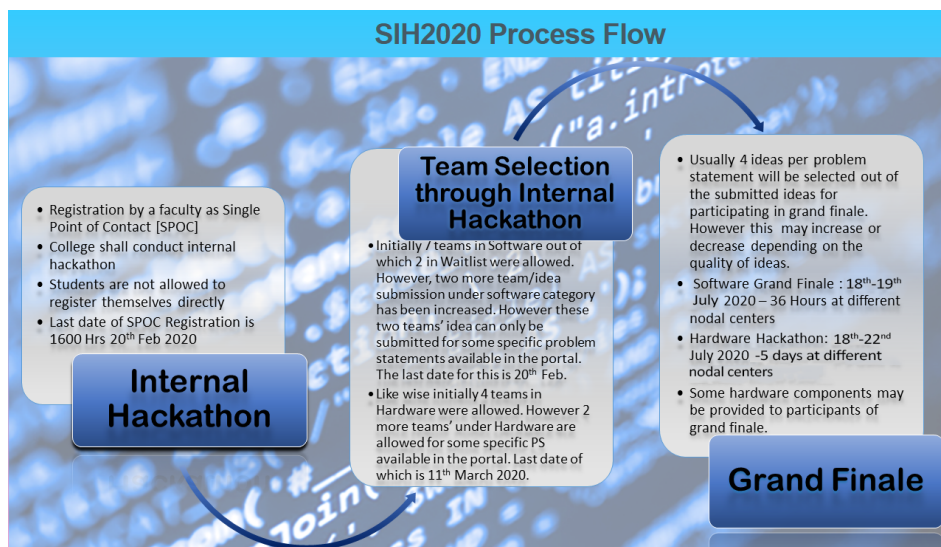 SIH2020 Process Flow
• Registration by a faculty as Single
Point of Contact [SPOC]
• College shall conduct internal
hackathon
• Students are not allowed to
register themselves directly
• Last date of SPOC Registration is
1600 Hrs 20th Feb 2020
Internal
Hackathon
Team Selection
through Internal
Hackathon
• Initially 7 teams in Software out of
which 2 in Waitlist were allowed.
However, two more team/idea
submission under software category
has been increased. However these
two teams' idea can only be
submitted for some specific problem
statements available in the portal.
The last date for this is 20th Feb.
• Like wise initially 4 teams in
Hardware were allowed. However 2
more teams' under Hardware are
allowed for some specific PS
available in the portal. Last date of
which is 11th March 2020.
• Usually 4 ideas per problem
statement will be selected out of
the submitted ideas for
participating in grand finale.
However this may increase or
decrease depending on the
quality of ideas.
• Software Grand Finale : 18th-19th
July 2020 – 36 Hours at different
nodal centers
• Hardware Hackathon: 18th-22nd
July 2020 -5 days at different
nodal centers
• Some hardware components may
be provided to participants of
grand finale.
Grand Finale